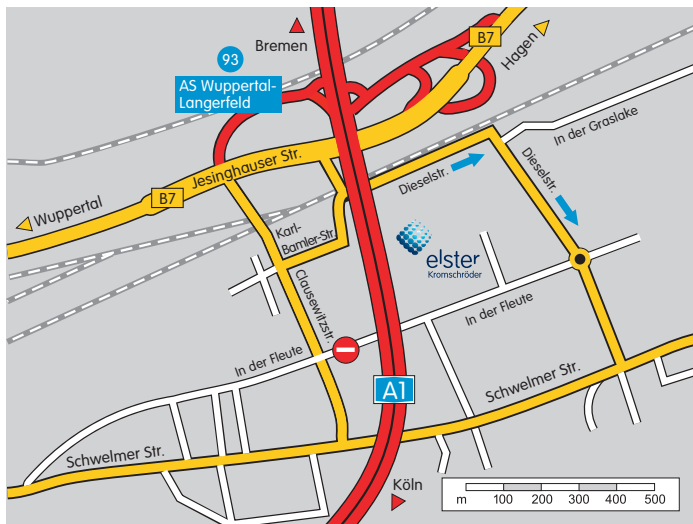 Bremen
93
AS Wuppertal-
Langerfeld
B7
Hagen
In der Graslake
Jesinghauser Str.
Dieselstr.
Dieselstr.
B7
Wuppertal
Karl-
Bamler-Str.
elster
Kromschröder
Clausewitzstr.
In der Fleute
In der Fleute
A1
Schwelmer Str.
Schwelmer Str.
Köln
m 100 200 300 400 500